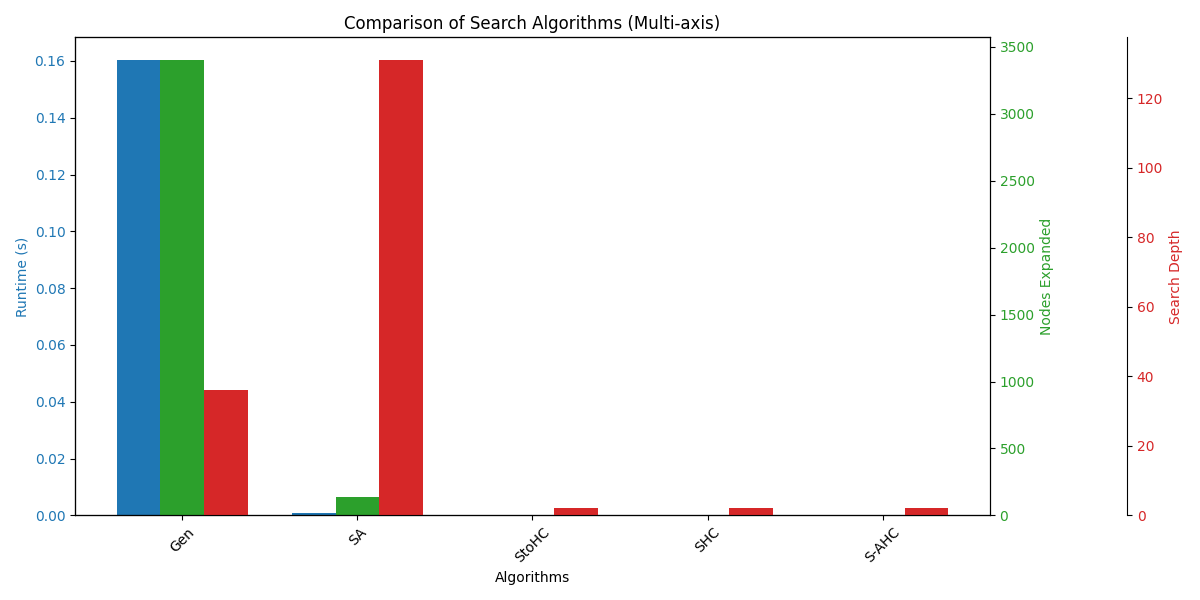 Comparison of Search Algorithms (Multi-axis)
Runtime (s)
0.16
0.14
0.12
0.10
0.08
0.06
0.04
0.02
0.00
Gen
SA
StoHC
SHC
S-AHC
Algorithms
3500
3000
2500
2000
1500
1000
500
0
Nodes Expanded
120
100
80
60
40
20
0
Search Depth